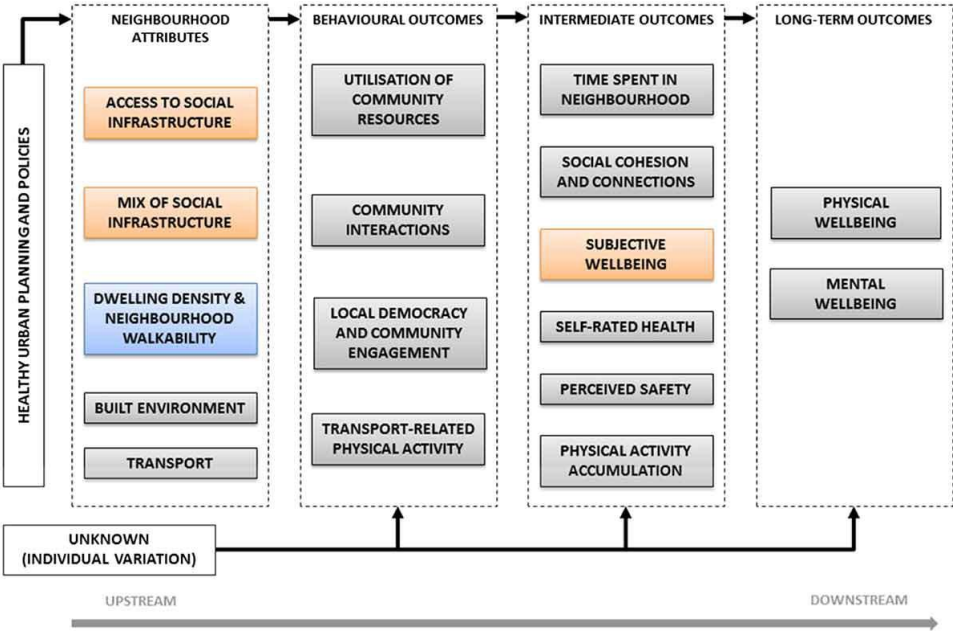 HEALTHY URBAN PLANNING AND POLICIES
NEIGHBOURHOOD
ATTRIBUTES
ACCESS TO SOCIAL
INFRASTRUCTURE
MIX OF SOCIAL
INFRASTRUCTURE
DWELLING DENSITY &
NEIGHBOURHOOD
WALKABILITY
BUILT ENVIRONMENT
TRANSPORT
BEHAVIOURAL OUTCOMES
UTILISATION OF
COMMUNITY
RESOURCES
COMMUNITY
INTERACTIONS
LOCAL DEMOCRACY
AND COMMUNITY
ENGAGEMENT
TRANSPORT-RELATED
PHYSICAL ACTIVITY
INTERMEDIATE OUTCOMES
TIME SPENT IN
NEIGHBOURHOOD
SOCIAL COHESION
AND CONNECTIONS
SUBJECTIVE
WELLBEING
SELF-RATED HEALTH
PERCEIVED SAFETY
PHYSICAL ACTIVITY
ACCUMULATION
LONG-TERM OUTCOMES
PHYSICAL
WELLBEING
MENTAL
WELLBEING
UNKNOWN
(INDIVIDUAL VARIATION)
UPSTREAM
DOWNSTREAM